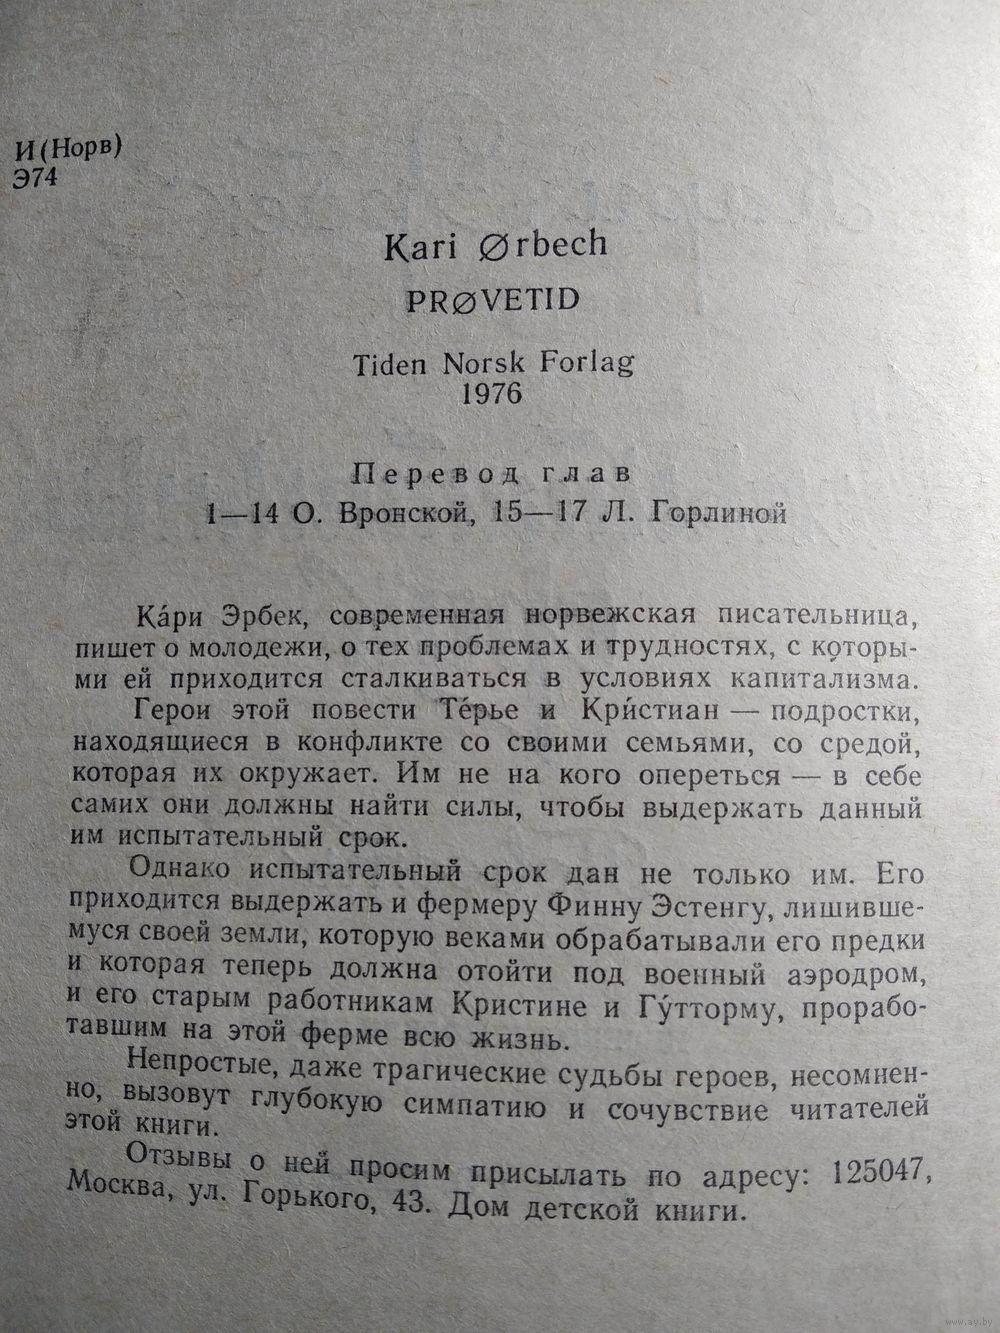 И(Норв)
Э74
Kari Ørbech
PRØVETID
Tiden Norsk Forlag
1976
Перевод глав
1—14 О. Вронской, 15—17 Л. Горлиной
Ка́ри Эрбек, современная норвежская писательница,
пишет о молодежи, о тех проблемах и трудностях, с которы-
ми ей приходится сталкиваться в условиях капитализма.
Герои этой повести Те́рье и Кри́стиан — подростки,
находящиеся в конфликте со своими семьями, со средой,
которая их окружает. Им не на кого опереться — в себе
самих они должны найти силы, чтобы выдержать данный
им испытательный срок.
Однако испытательный срок дан не только им. Его
приходится выдержать и фермеру Финну Эстенгу, лишивше-
муся своей земли, которую веками обрабатывали его предки
и которая теперь должна отойти под военный аэродром,
и его старым работникам Кристине и Гу́тторму, прорабо-
тавшим на этой ферме всю жизнь.
Непростые, даже трагические судьбы героев, несомнен-
но, вызовут глубокую симпатию и сочувствие читателей
этой книги.
Отзывы о ней просим присылать по адресу: 125047,
Москва, ул. Горького, 43. Дом детской книги.
www.ay.by